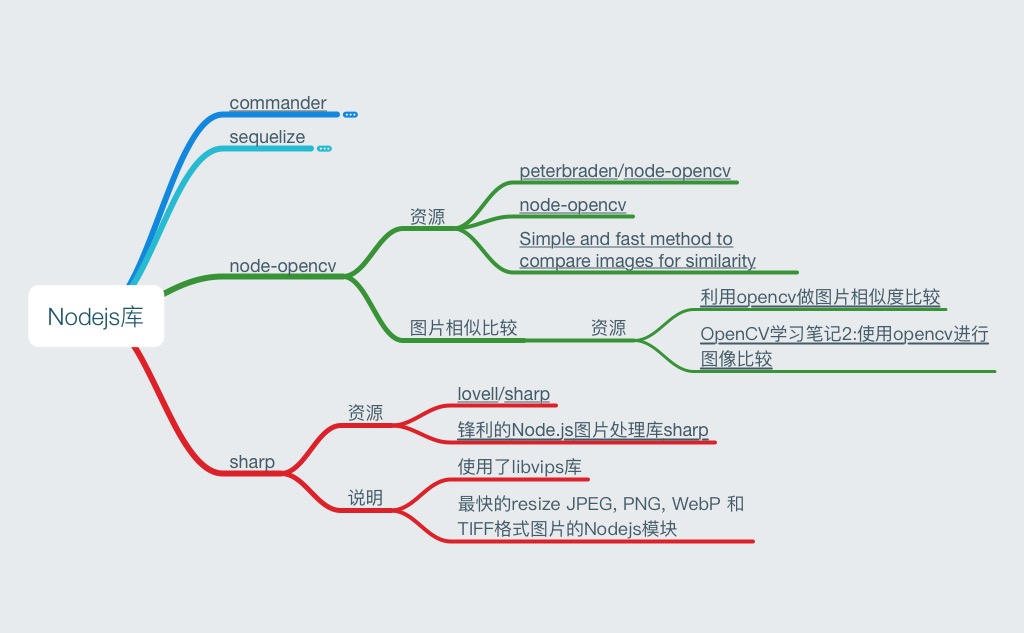 commander
sequelize
peterbraden/node-opencv
node-opencv
Simple and fast method to
compare images for similarity
资源
node-opencv
图片相似比较
资源
利用opencv做图片相似度比较
OpenCV学习笔记2:使用opencv进行
图像比较
Nodejs库
lovell/sharp
锋利的Node.js图片处理库sharp
资源
sharp
说明
使用了libvips库
最快的resize JPEG, PNG, WebP 和
TIFF格式图片的Nodejs模块